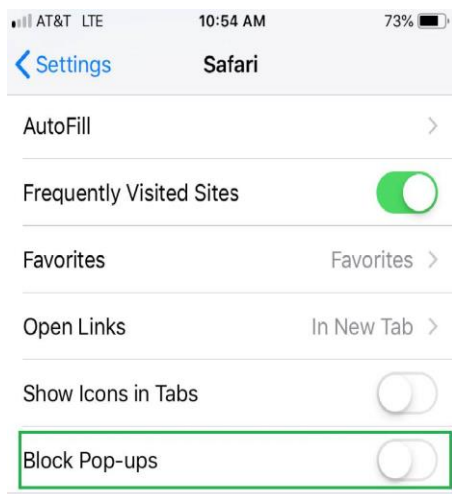 AT&T LTE 10:54 AM 73%
Settings Safari
AutoFill
Frequently Visited Sites
Favorites Favorites
Open Links In New Tab
Show Icons in Tabs
Block Pop-ups